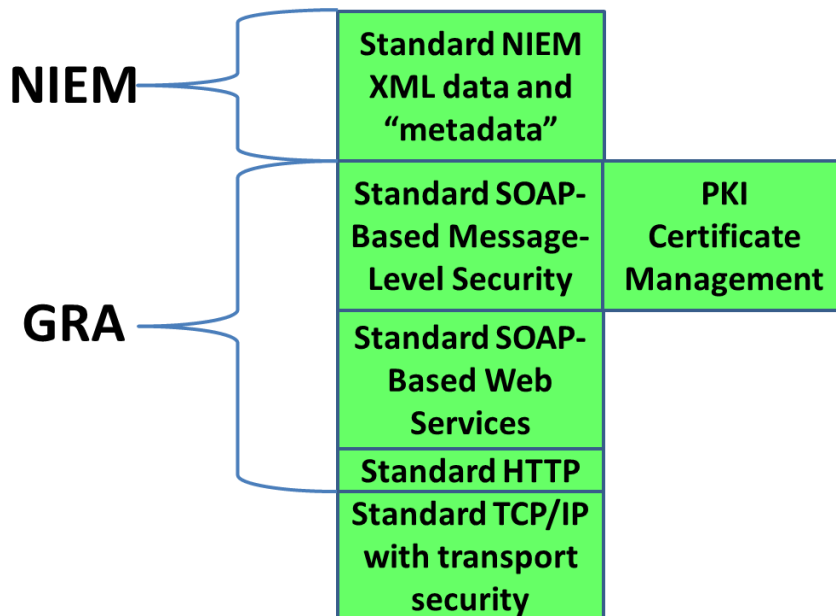 NIEM
Standard NIEM
XML data and
“metadata”
GRA
Standard SOAP-
Based Message-
Level Security
PKI
Certificate
Management
Standard SOAP-
Based Web
Services
Standard HTTP
Standard TCP/IP
with transport
security